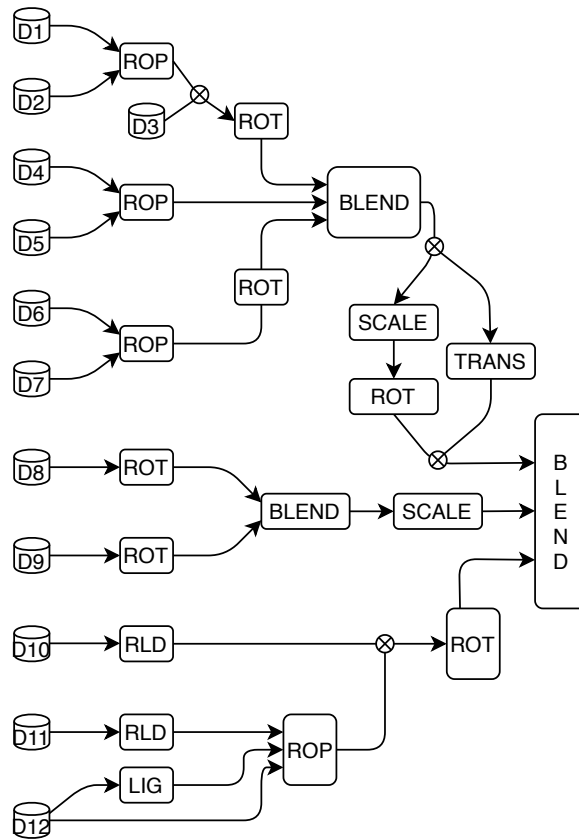 D1
ROP
D2
D3
ROT
D4
BLEND
ROP
D5
ROT
D6
SCALE
ROP
D7
TRANS
ROT
D8
ROT
BLEND
BLEND
SCALE
D9
ROT
D10
RLD
ROT
D11
RLD
ROP
LIG
D12